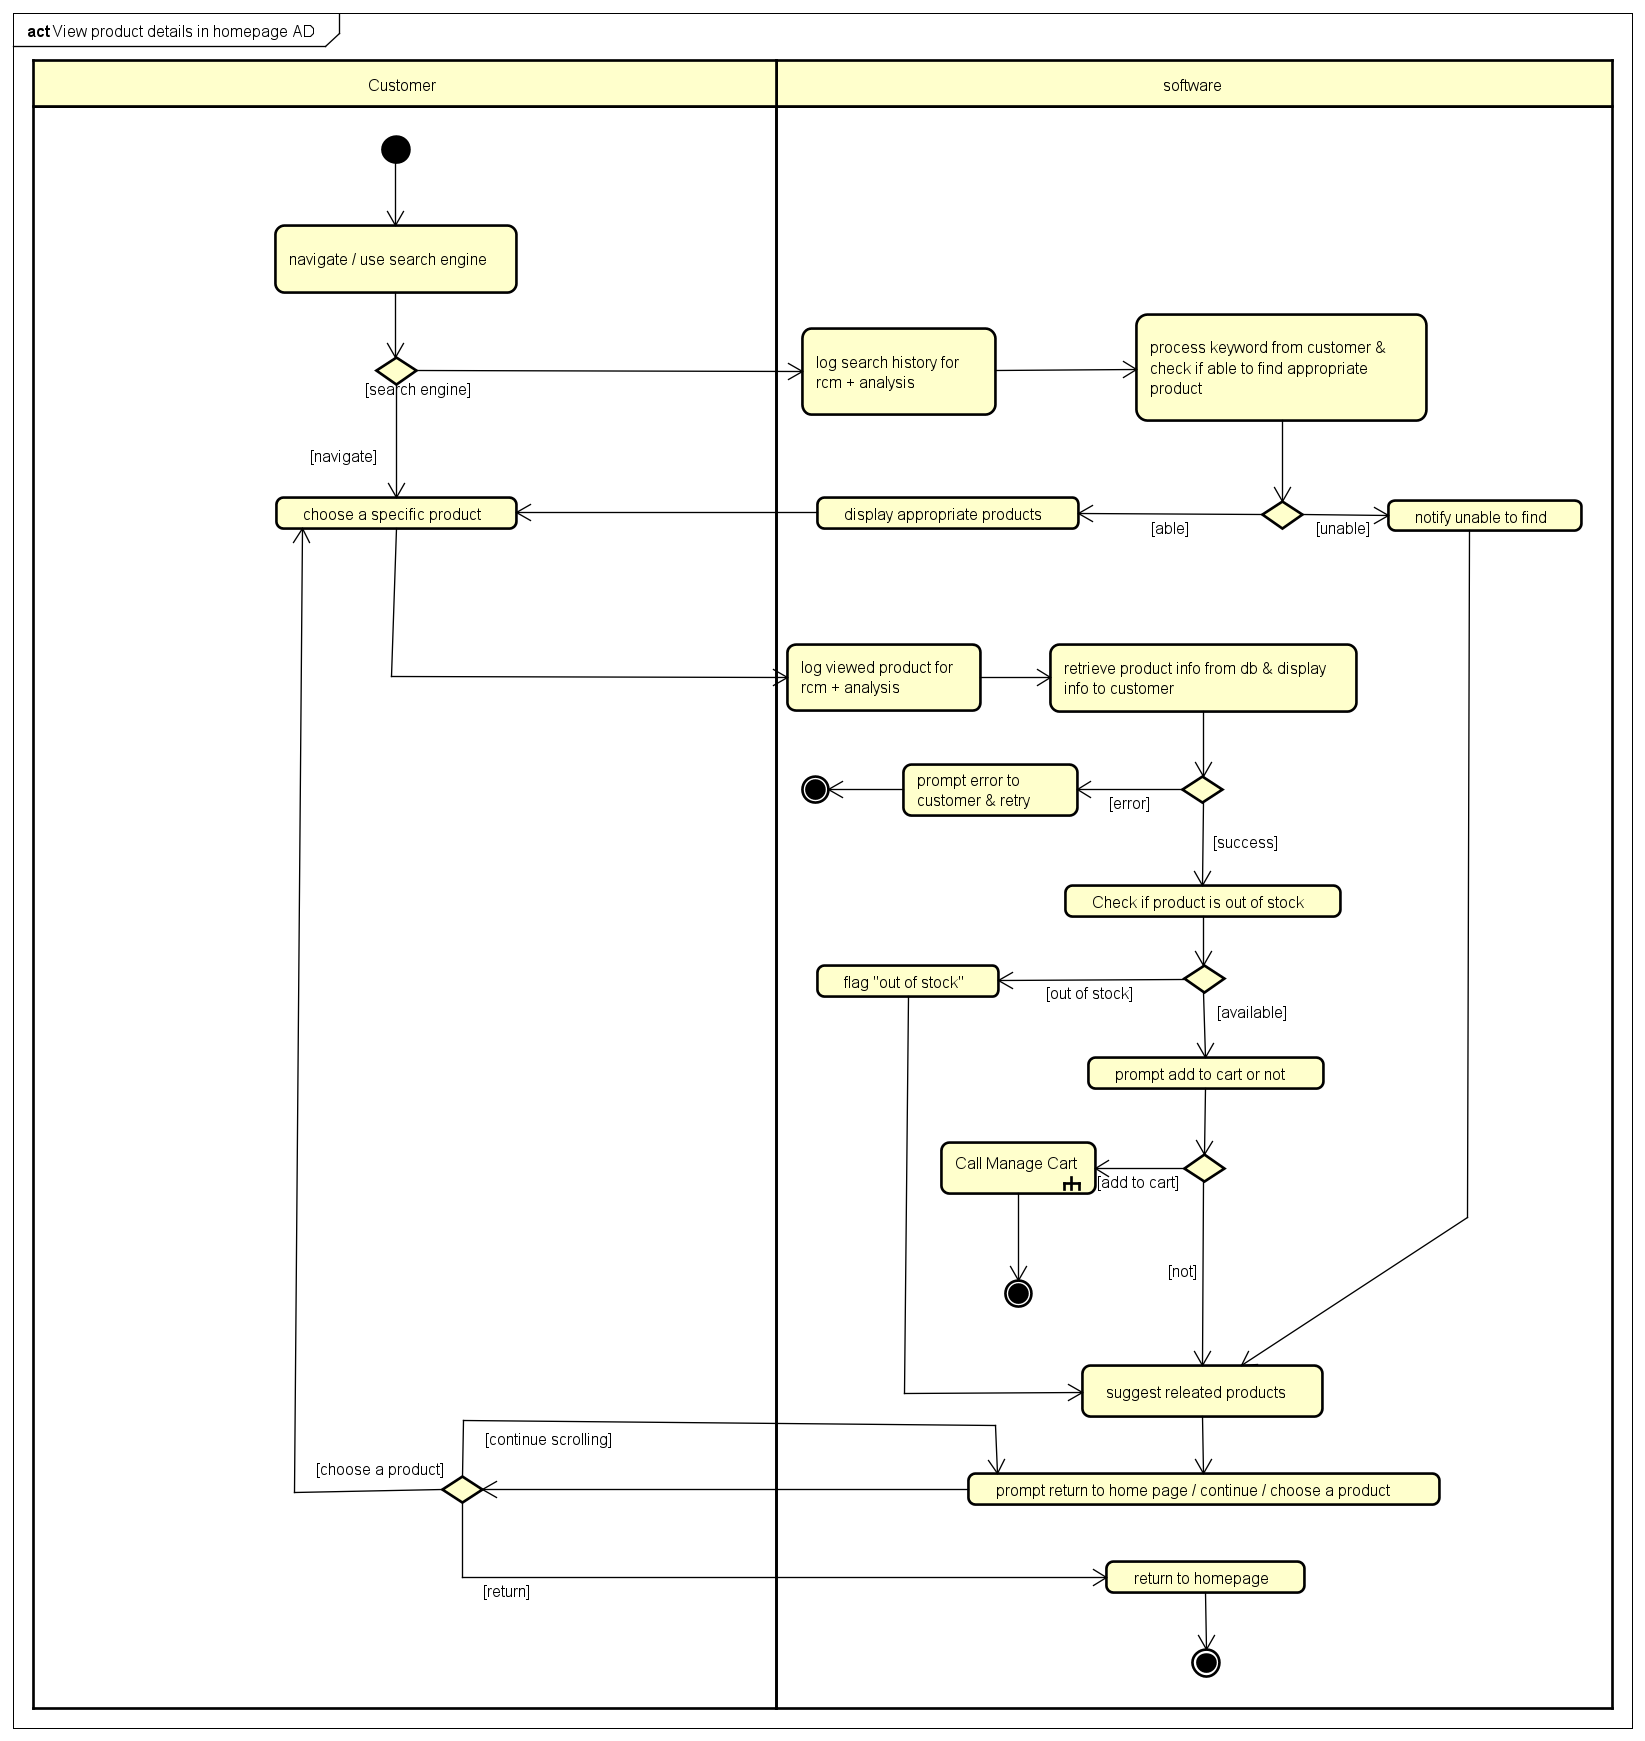 act View product details in homepage AD
Customer
software
navigate / use search engine
[search engine]
log search history for
rcm + analysis
process keyword from customer &
check if able to find appropriate
product
[navigate]
choose a specific product
display appropriate products
[able]
[unable]
notify unable to find
log viewed product for
rcm + analysis
retrieve product info from db & display
info to customer
prompt error to
customer & retry
[error]
[success]
Check if product is out of stock
flag "out of stock"
[out of stock]
[available]
prompt add to cart or not
Call Manage Cart
[add to cart]
[not]
suggest releated products
[continue scrolling]
[choose a product]
prompt return to home page / continue / choose a product
[return]
return to homepage